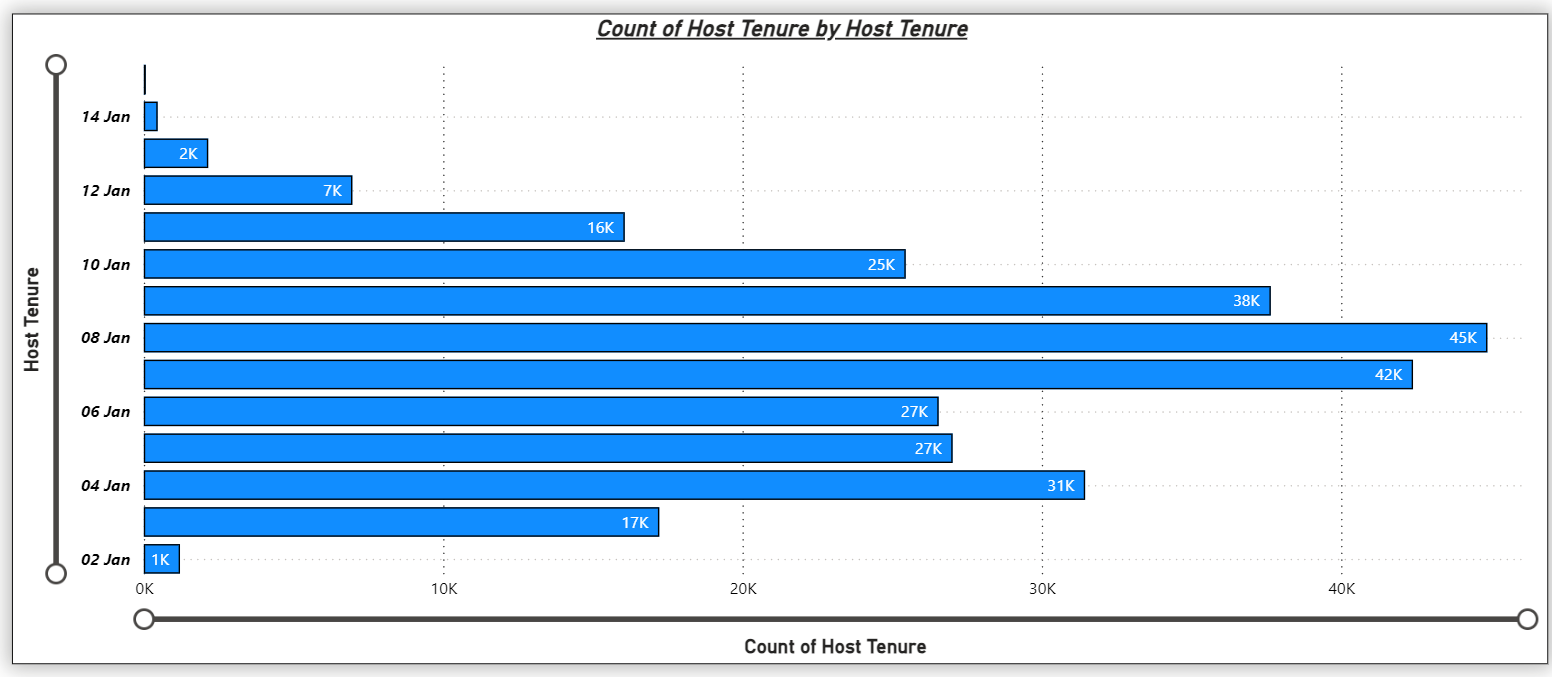 Count of Host Tenure by Host Tenure
Host Tenure
14 Jan
2K
12 Jan 7K
16K
10 Jan 25K
38K
08 Jan 45K
42K
06 Jan 27K
27K
04 Jan 31K
17K
02 Jan 1K
0K 10K 20K 30K 40K
Count of Host Tenure